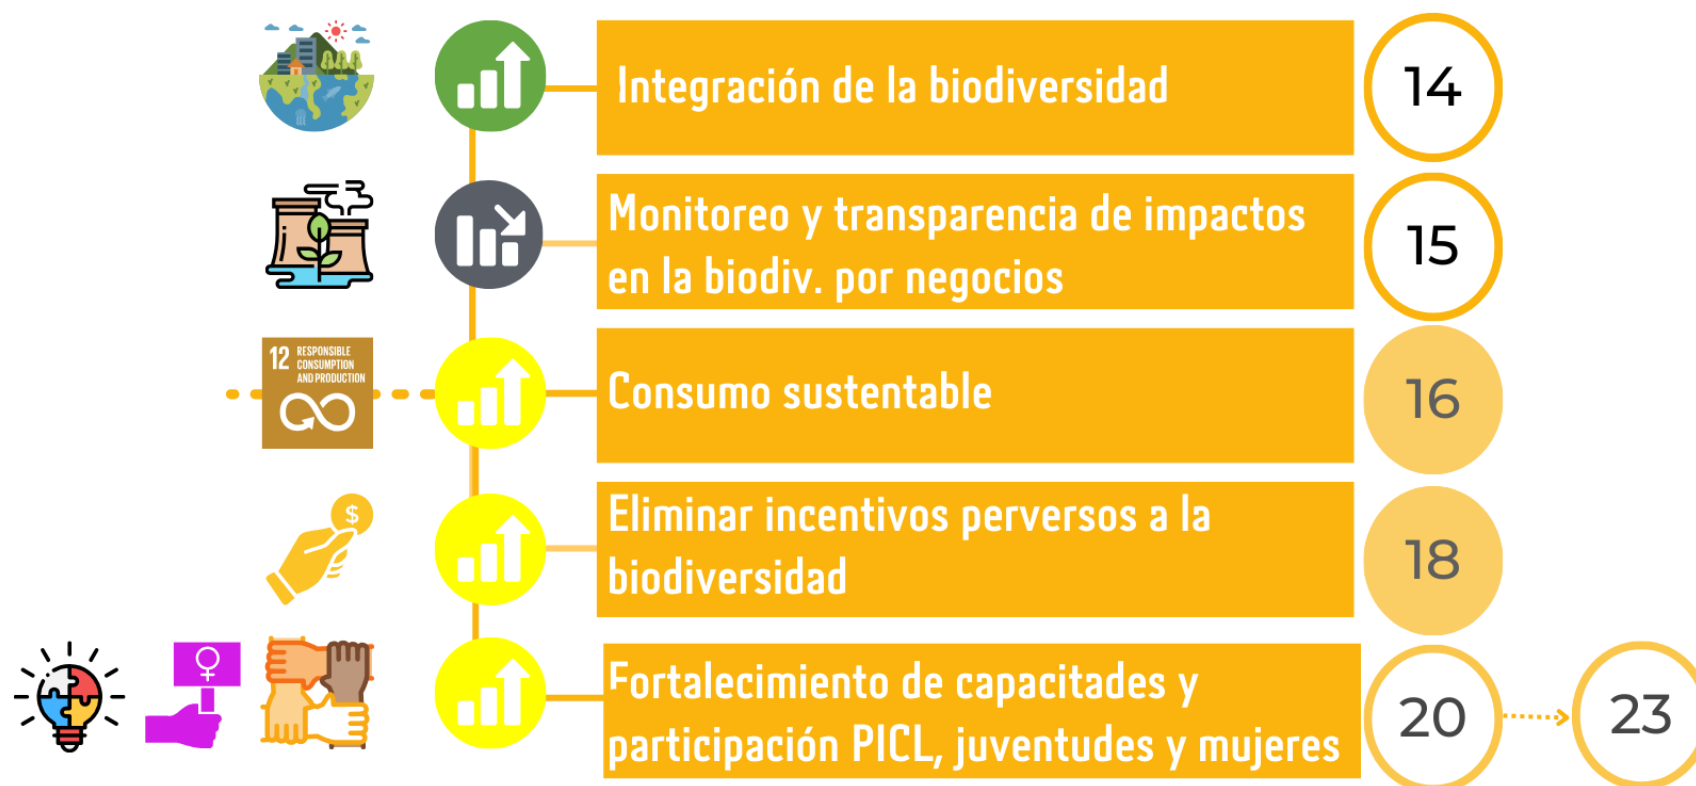 Integración de la biodiversidad
14
Monitoreo y transparencia de impactos
en la biodiv. por negocios
15
12 RESPONSIBLE
CONSUMPTION
AND PRODUCTION
Consumo sustentable
16
$
Eliminar incentivos perversos a la
biodiversidad
18
Fortalecimiento de capacitades y
participación PICL, juventudes y mujeres
20
23